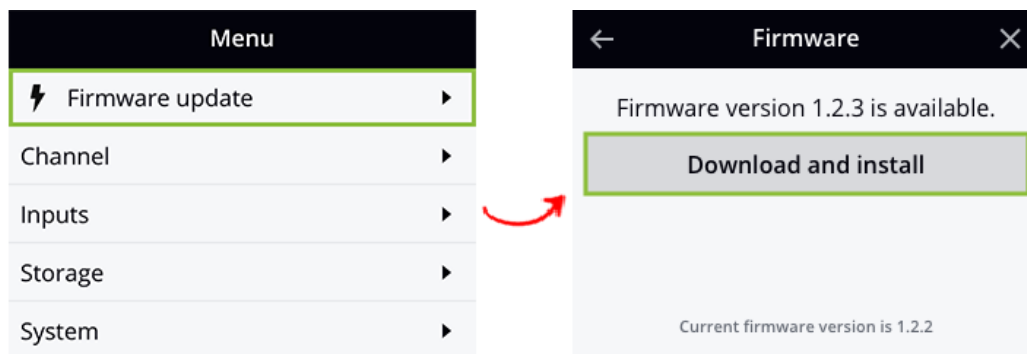 Menu
Firmware update
Channel
Inputs
Storage
System
Firmware
Firmware version 1.2.3 is available.
Download and install
Current firmware version is 1.2.2